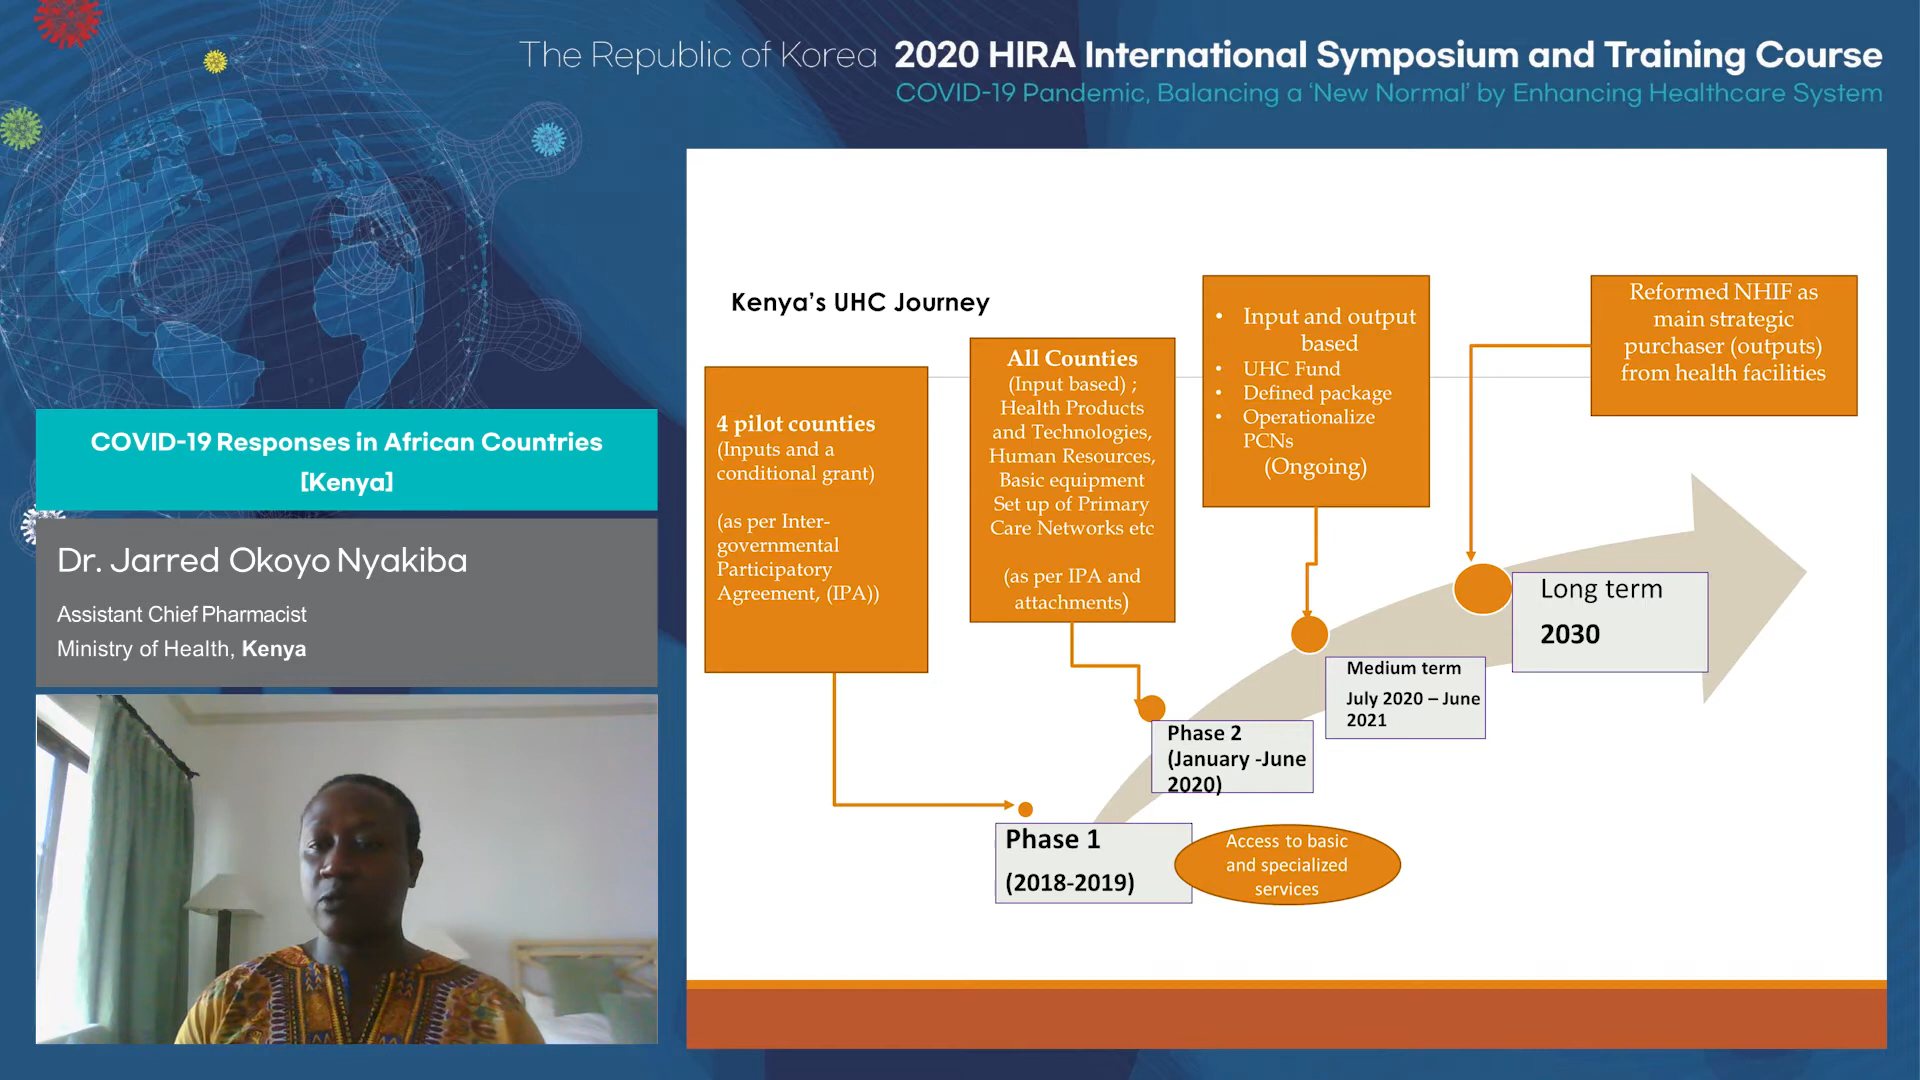 The Republic of Korea 2020 HIRA International Symposium and Training Course
COVID-19 Pandemic, Balancing a 'New Normal' by Enhancing Healthcare System
COVID-19 Responses in African Countries
[Kenya]
Dr. Jarred Okoyo Nyakiba
Assistant Chief Pharmacist
Ministry of Health, Kenya
Kenya's UHC Journey
4 pilot counties
(Inputs and a
conditional grant)
(as per Inter-
governmental
Participatory
Agreement, (IPA))
All Counties
(Input based) ;
Health Products
and Technologies,
Human Resources,
Basic equipment
Set up of Primary
Care Networks etc
(as per IPA and
attachments)
• Input and output
based
• UHC Fund
• Defined package
• Operationalize
PCNs
(Ongoing)
Reformed NHIF as
main strategic
purchaser (outputs)
from health facilities
Long term
2030
Medium term
July 2020 – June
2021
Phase 2
(January -June
2020)
Phase 1
(2018-2019)
Access to basic
and specialized
services